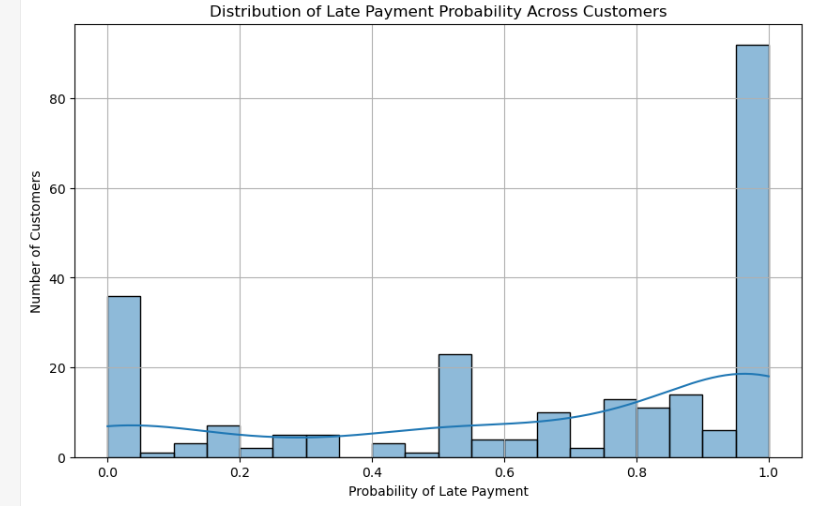 Distribution of Late Payment Probability Across Customers
80
60
40
20
0
Number of Customers
0.0 0.2 0.4 0.6 0.8 1.0
Probability of Late Payment